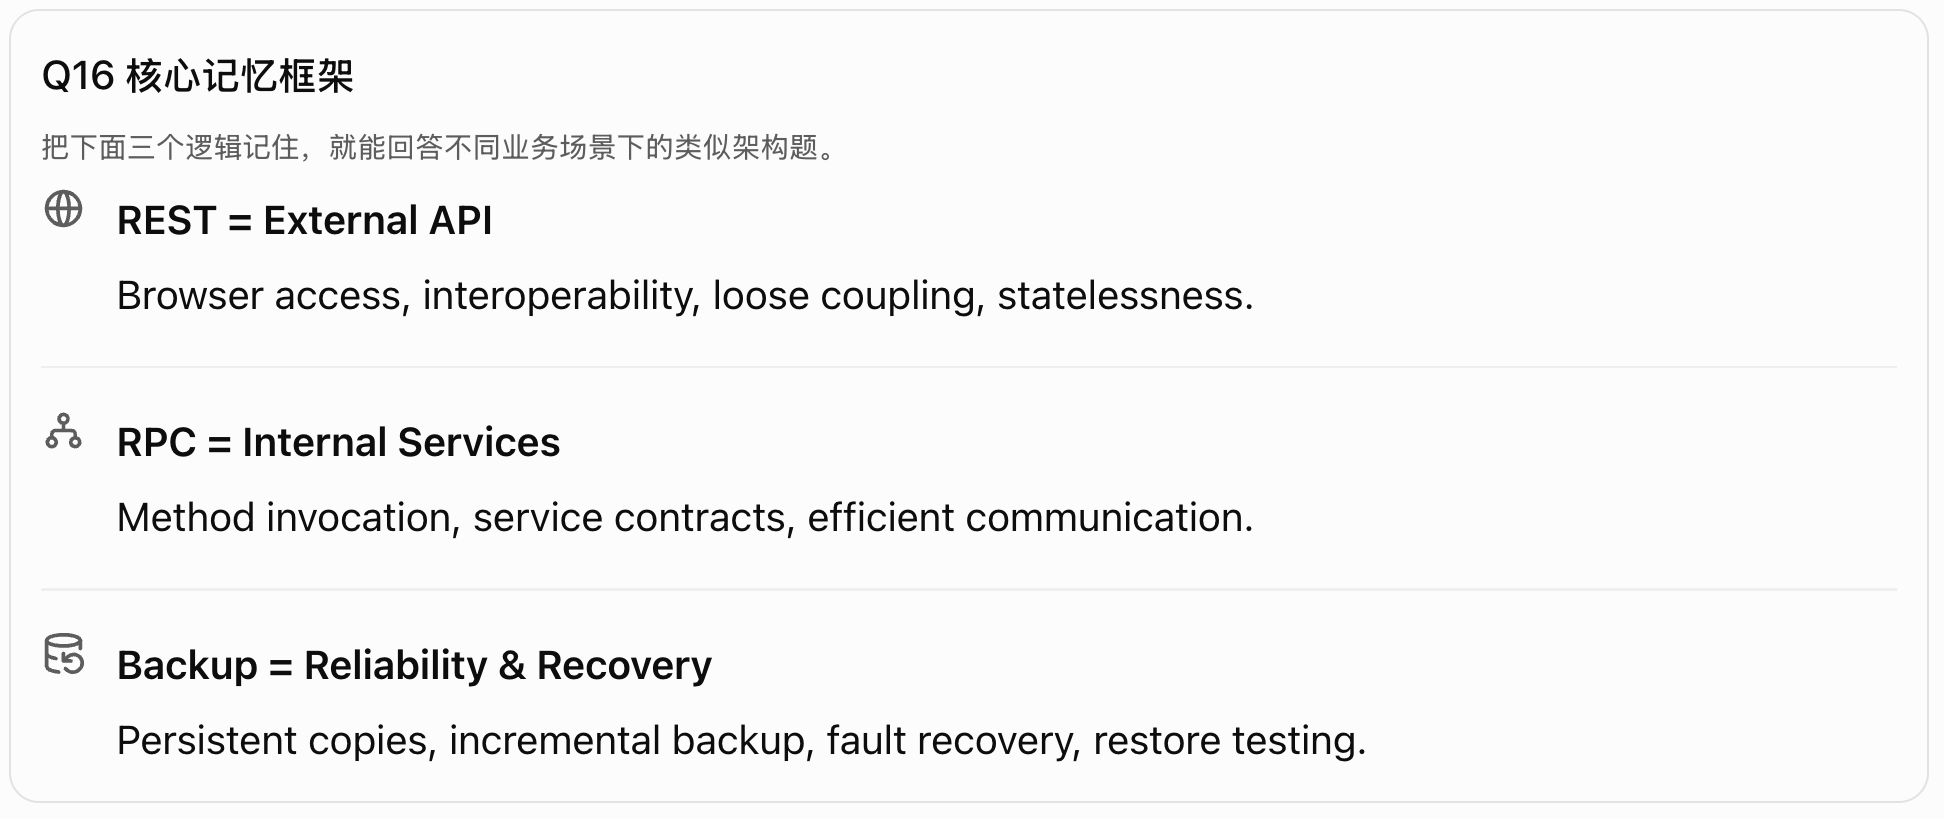 Q16 核心记忆框架
把下面三个逻辑记住，就能回答不同业务场景下的类似架构题。
REST = External API
Browser access, interoperability, loose coupling, statelessness.
RPC = Internal Services
Method invocation, service contracts, efficient communication.
Backup = Reliability & Recovery
Persistent copies, incremental backup, fault recovery, restore testing.